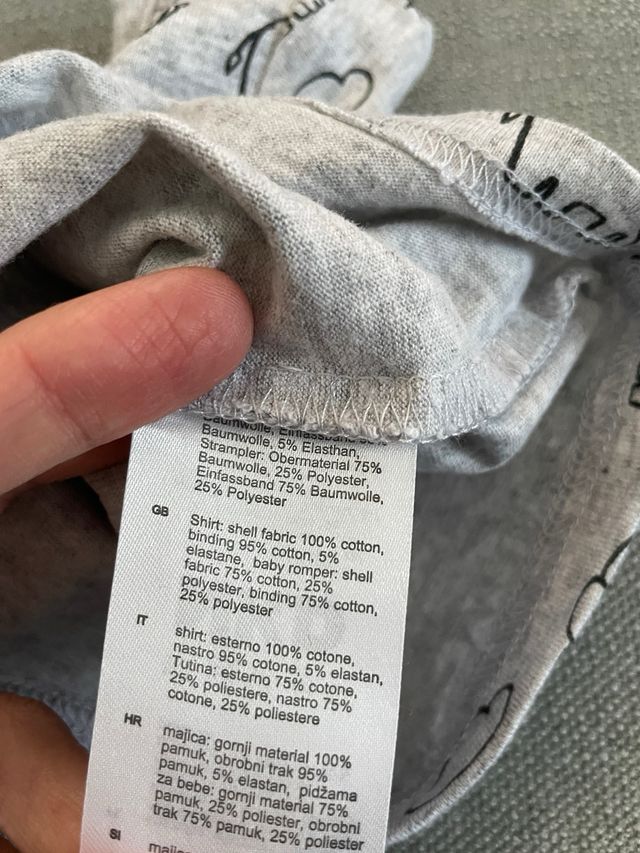 Baumwolle, Einfassband 95%
Baumwolle, 5% Elasthan,
Strampler: Obermaterial 75%
Baumwolle, 25% Polyester,
Einfassband 75% Baumwolle,
25% Polyester
GB
Shirt: shell fabric 100% cotton,
binding 95% cotton, 5%
elastane, baby romper: shell
fabric 75% cotton, 25%
polyester, binding 75% cotton,
25% polyester
IT
shirt: esterno 100% cotone,
nastro 95% cotone, 5% elastan,
Tutina: esterno 75% cotone,
25% poliestere, nastro 75%
cotone, 25% poliestere
HR
majica: gornji material 100%
pamuk, obrobni trak 95%
pamuk, 5% elastan, pidžama
za bebe: gornji material 75%
pamuk, 25% poliester, obrobni
trak 75% pamuk, 25% poliester
SI